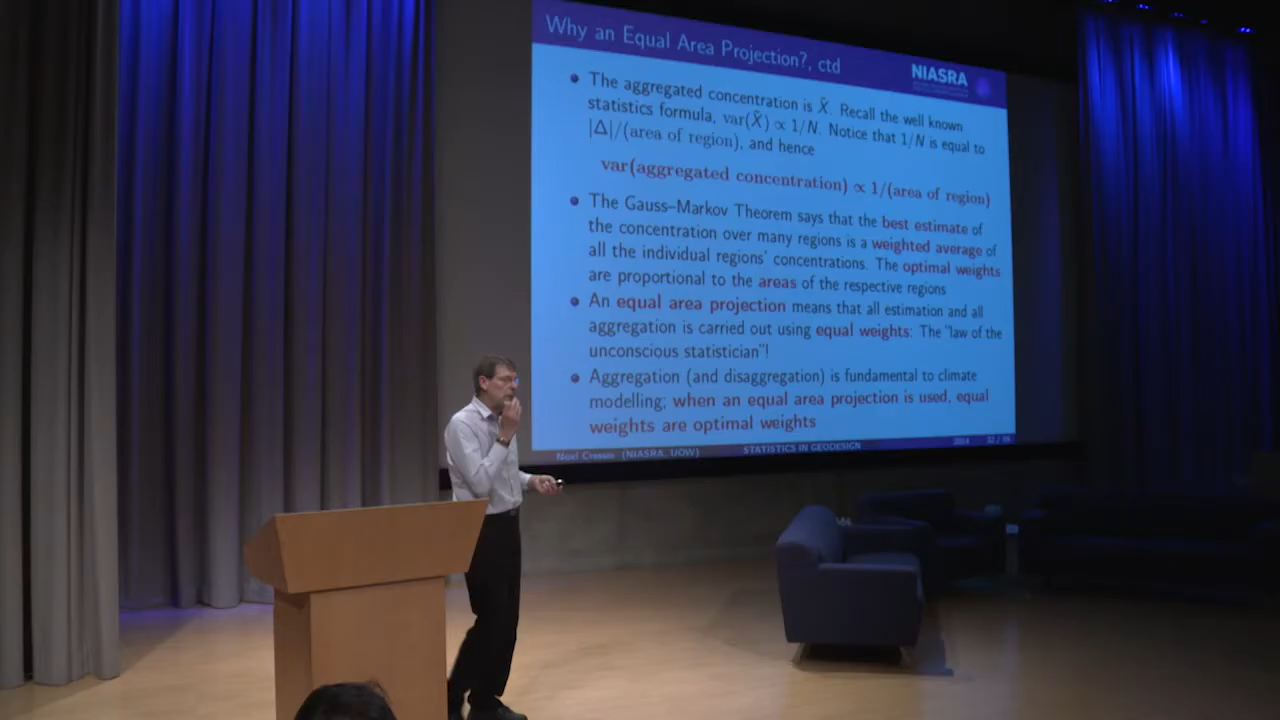 Why an Equal Area Projection?, ctd
NIASRA
• The aggregated concentration is X̄. Recall the well known
statistics formula, var(X̄) ∝ 1/N. Notice that 1/N is equal to
|Δ|/(area of region), and hence
var(aggregated concentration) ∝ 1/(area of region)
• The Gauss–Markov Theorem says that the best estimate of
the concentration over many regions is a weighted average of
all the individual regions' concentrations. The optimal weights
are proportional to the areas of the respective regions
• An equal area projection means that all estimation and all
aggregation is carried out using equal weights: The "law of the
unconscious statistician"!
• Aggregation (and disaggregation) is fundamental to climate
modelling; when an equal area projection is used, equal
weights are optimal weights
Noel Cressie (NIASRA, UOW) STATISTICS IN GEODESIGN 2014